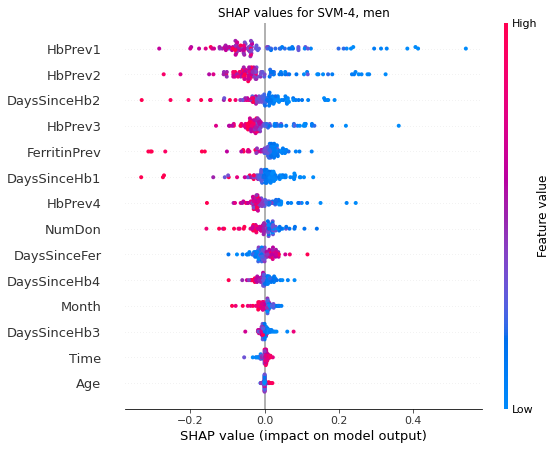 SHAP values for SVM-4, men
High
HbPrev1
HbPrev2
DaysSinceHb2
HbPrev3
FerritinPrev
DaysSinceHb1
HbPrev4
NumDon
DaysSinceFer
DaysSinceHb4
Month
DaysSinceHb3
Time
Age
Feature value
Low
−0.2 0.0 0.2 0.4
SHAP value (impact on model output)